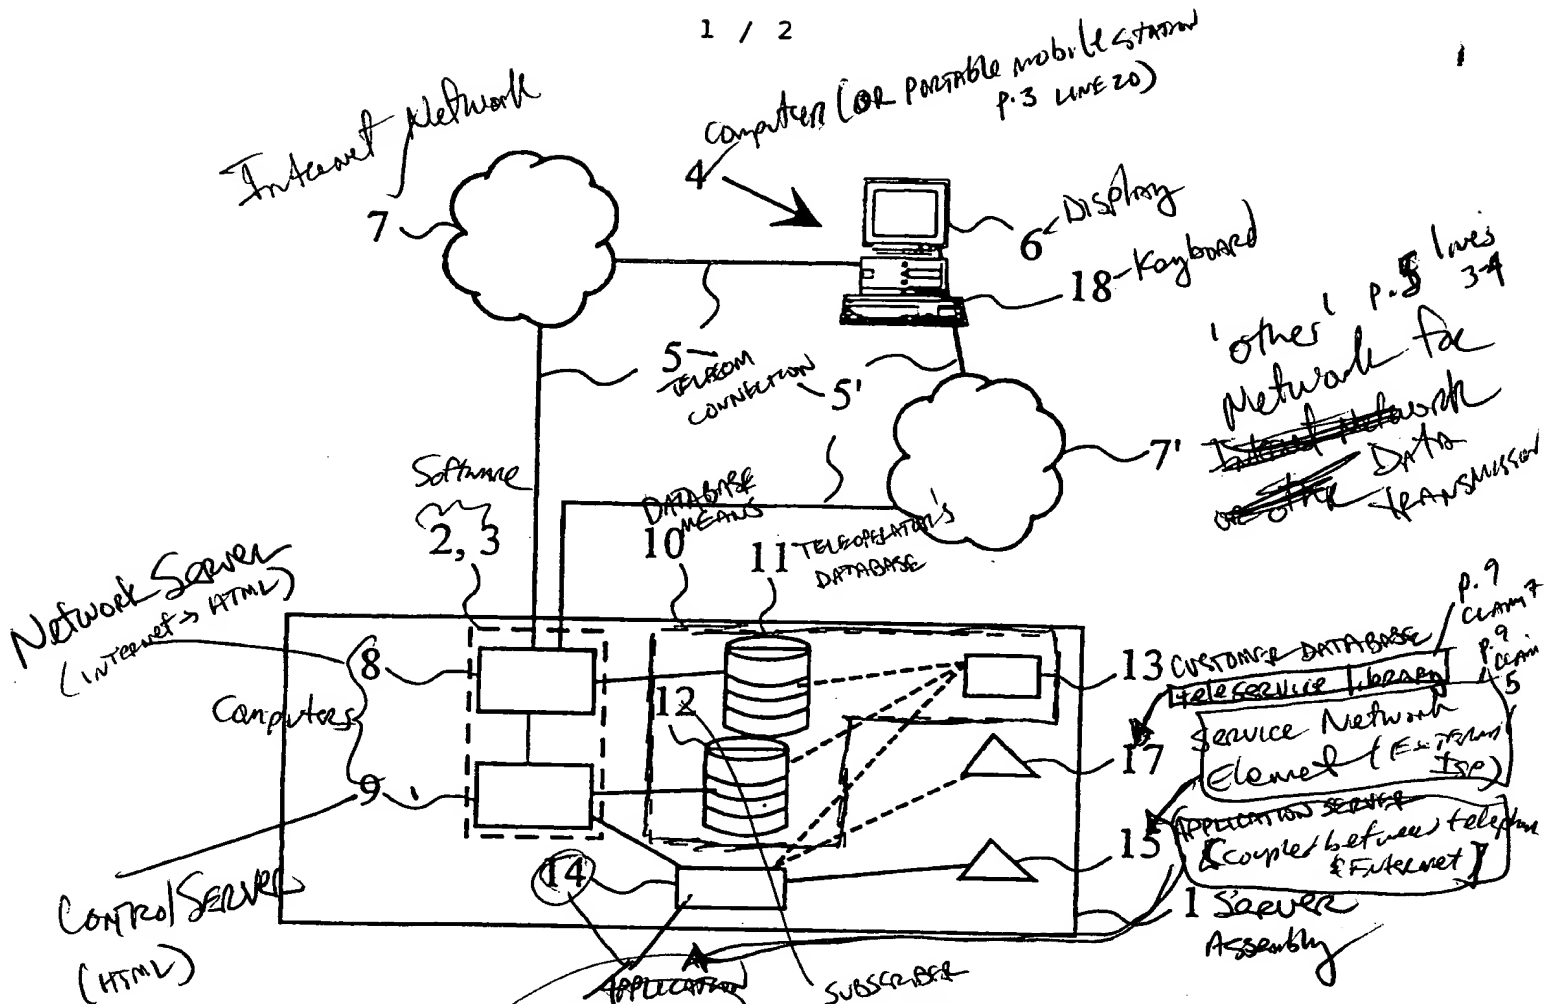 1 / 2
Internet Network
Computer (OR PORTABLE mobile STATION
p.3 LINE 20)
4
7
6 DISPLAY
18 - Keyboard
'other' p.5 lines
3-4
Network for
Data
TRANSMISSION
5
TELECOM
CONNECTION
5'
7'
Software
2, 3
DATABASE
MEANS
10
11 TELEOPERATOR'S
DATABASE
Network Server
(INTERNET → HTML)
8
Computers
9
12
13 CUSTOMER DATABASE
p.9
CLAIM 7
teleservice library
p.9
CLAIM
5
17
Service Network
Element (External
ISP)
15
APPLICATION SERVER
[coupled between telephone
& Internet]
14
1 Server
Assembly
CONTROL SERVER
(HTML)
APPLICATION
SUBSCRIBER